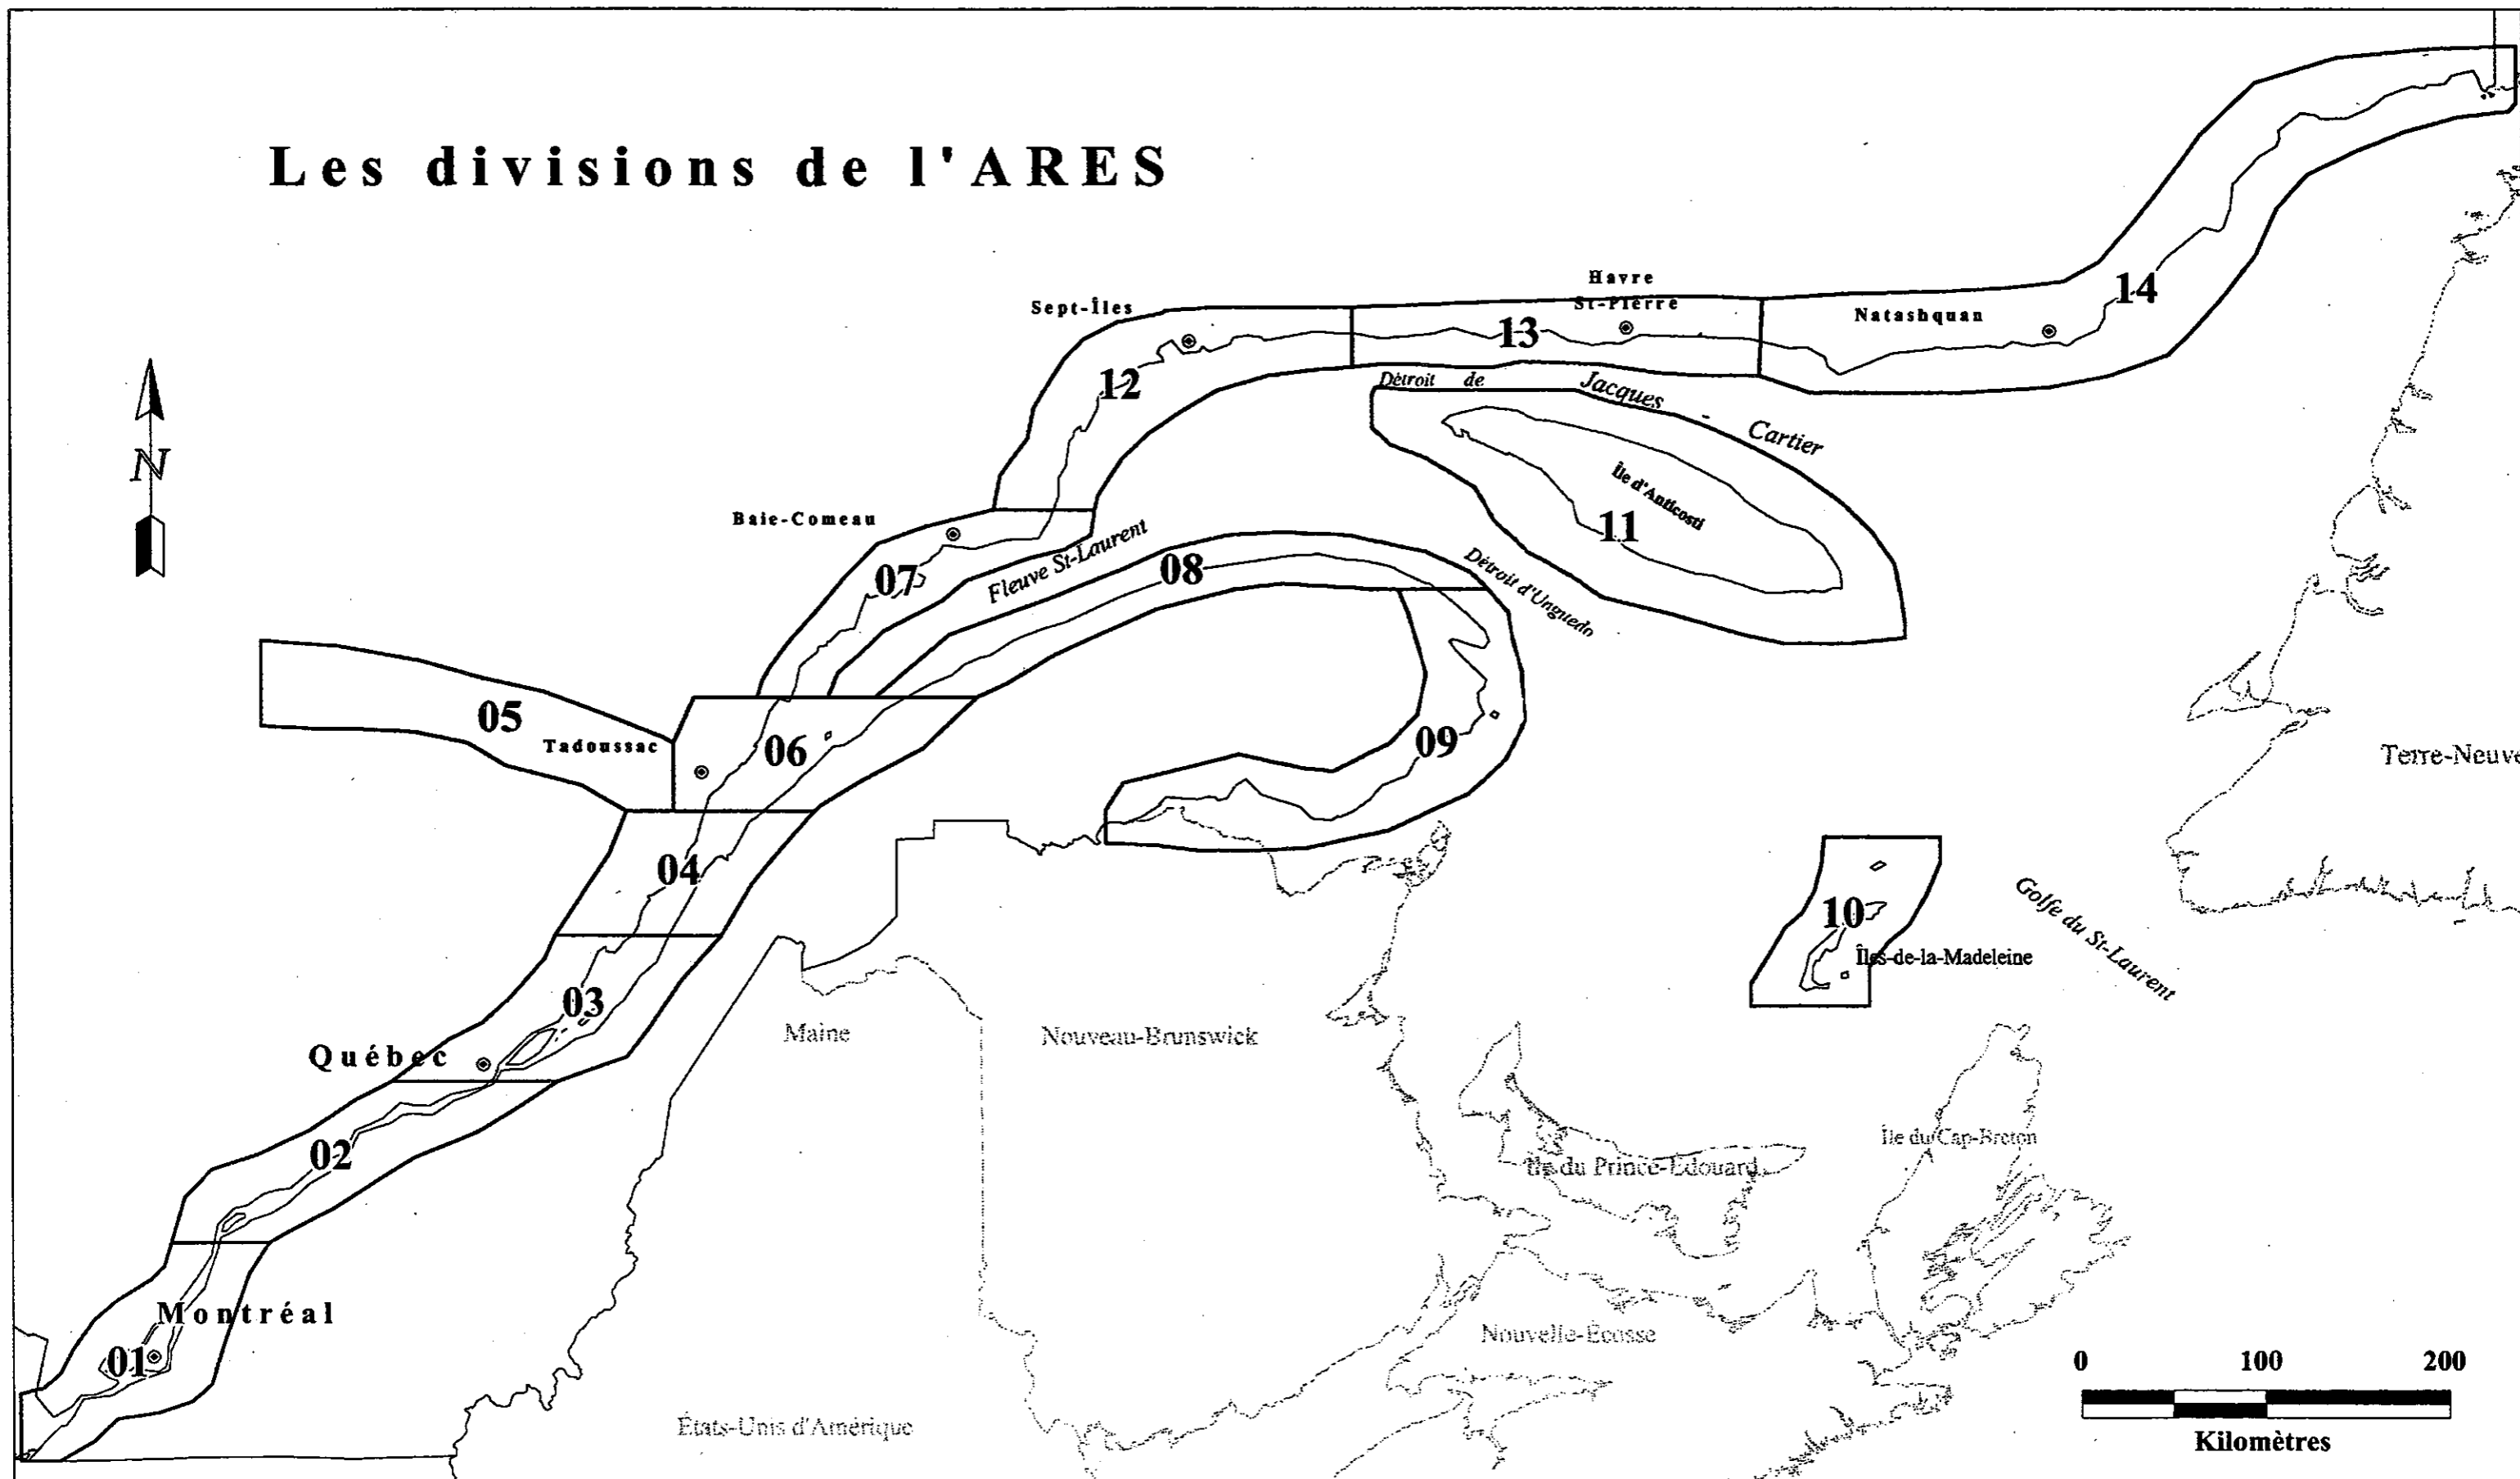 Les divisions de l'ARES
Havre
St-Pierre
Sept-Îles
14
Natashquan
13
12
Détroit de Jacques - Cartier
N
Île d'Anticosti
11
Baie-Comeau
Fleuve St-Laurent
08
Détroit d'Unguedo
07
05
Tadoussac
06
09
Terre-Neuve
04
10
Îles-de-la-Madeleine
Golfe du St-Laurent
03
Québec
Maine
Nouveau-Brunswick
02
Île du Cap-Breton
Île du Prince-Édouard
Montréal
01
Nouvelle-Écosse
États-Unis d'Amérique
0 100 200
Kilomètres